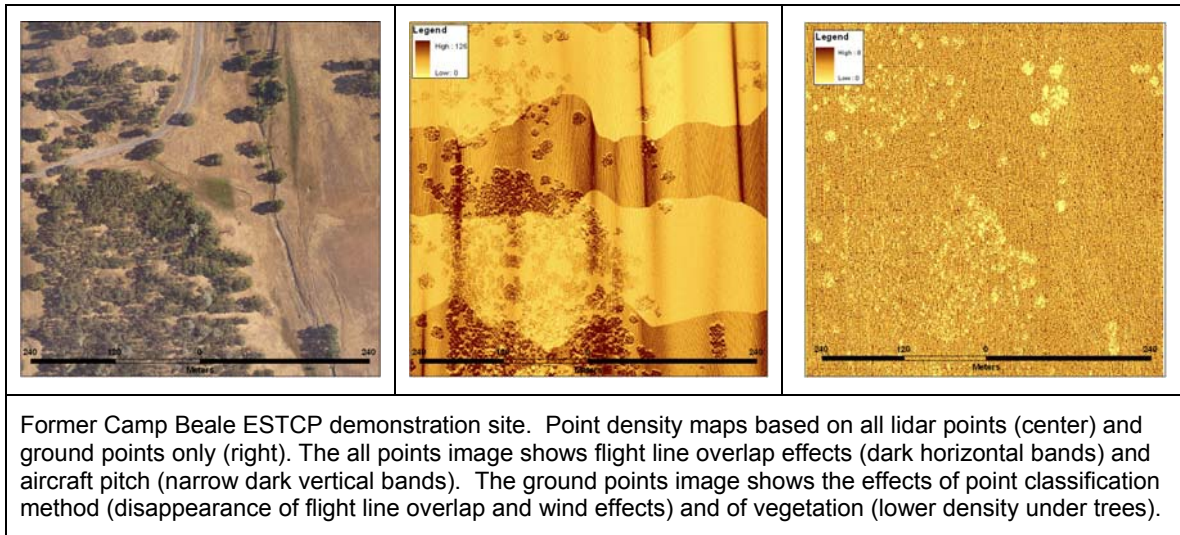 240 120 0 240
Meters
Legend
High : 126
Low : 0
240 0 240
Meters
Legend
High : 8
Low : 0
240 120 0 240
Meters
Former Camp Beale ESTCP demonstration site. Point density maps based on all lidar points (center) and
ground points only (right). The all points image shows flight line overlap effects (dark horizontal bands) and
aircraft pitch (narrow dark vertical bands). The ground points image shows the effects of point classification
method (disappearance of flight line overlap and wind effects) and of vegetation (lower density under trees).